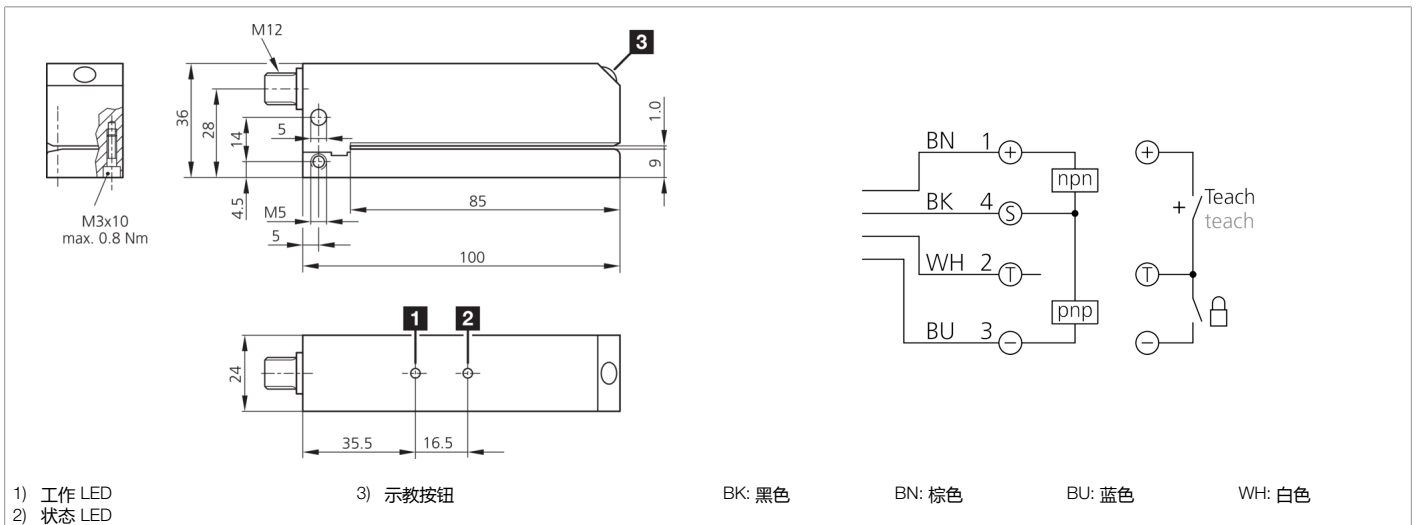 M12
3
36
28
14
5
4.5
M5
5
1.0
9
85
100
M3x10
max. 0.8 Nm
1
2
24
35.5
16.5
BN 1 +
npn
BK 4 S
WH 2 T
pnp
BU 3 −
+
+ Teach
teach
T
−
1) 工作 LED
2) 状态 LED
3) 示教按钮
BK: 黑色
BN: 棕色
BU: 蓝色
WH: 白色